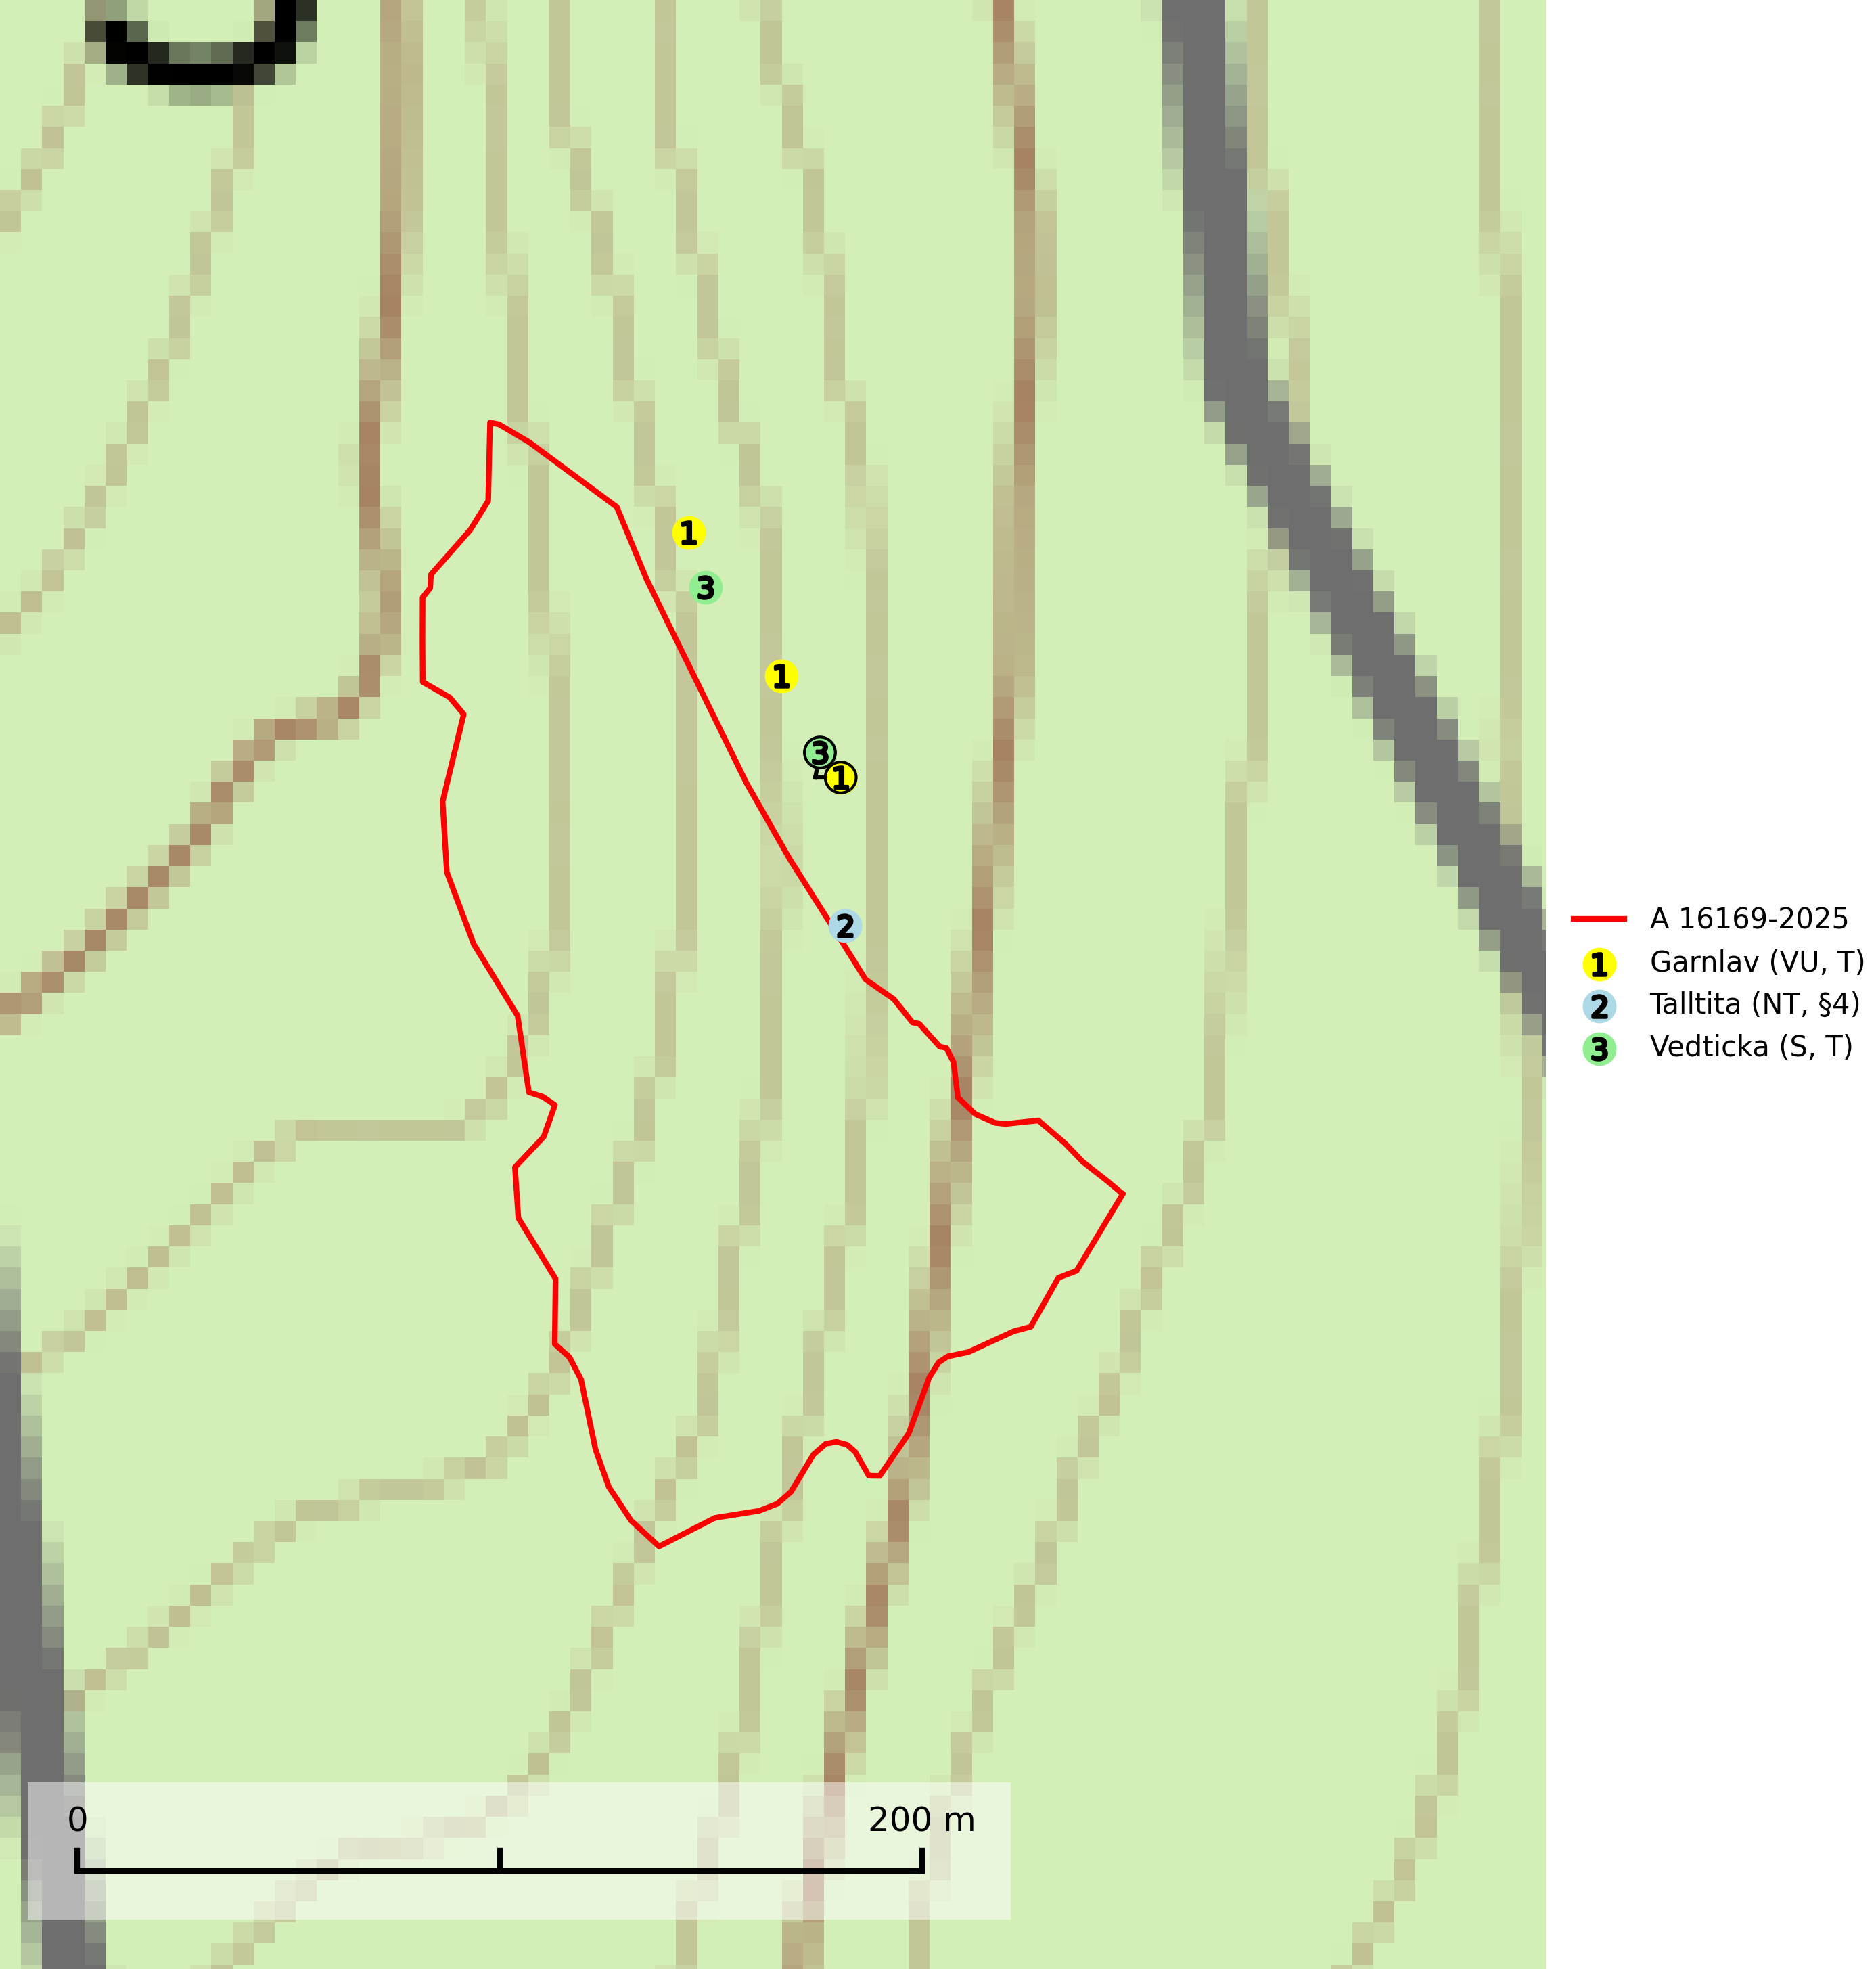 1
3
1
3
1
2
A 16169-2025
1 Garnlav (VU, T)
2 Talltita (NT, §4)
3 Vedticka (S, T)
0 200 m